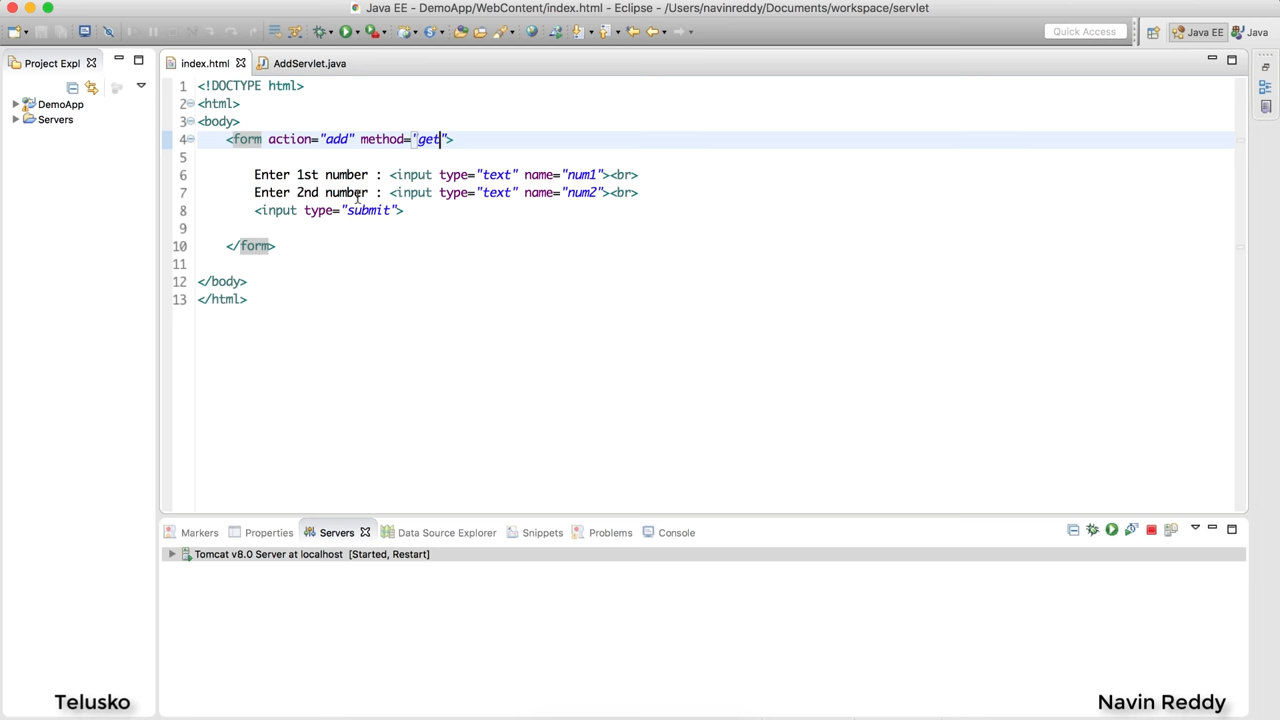 Java EE - DemoApp/WebContent/index.html - Eclipse - /Users/navinreddy/Documents/workspace/servlet
Quick Access
Java EE
Java
Project Expl
index.html
AddServlet.java
DemoApp
Servers
1 <!DOCTYPE html>
2 <html>
3 <body>
4 <form action="add" method="get">
5
6 Enter 1st number : <input type="text" name="num1"><br>
7 Enter 2nd number : <input type="text" name="num2"><br>
8 <input type="submit">
9
10 </form>
11
12 </body>
13 </html>
Markers
Properties
Servers
Data Source Explorer
Snippets
Problems
Console
Tomcat v8.0 Server at localhost [Started, Restart]
Telusko
Navin Reddy